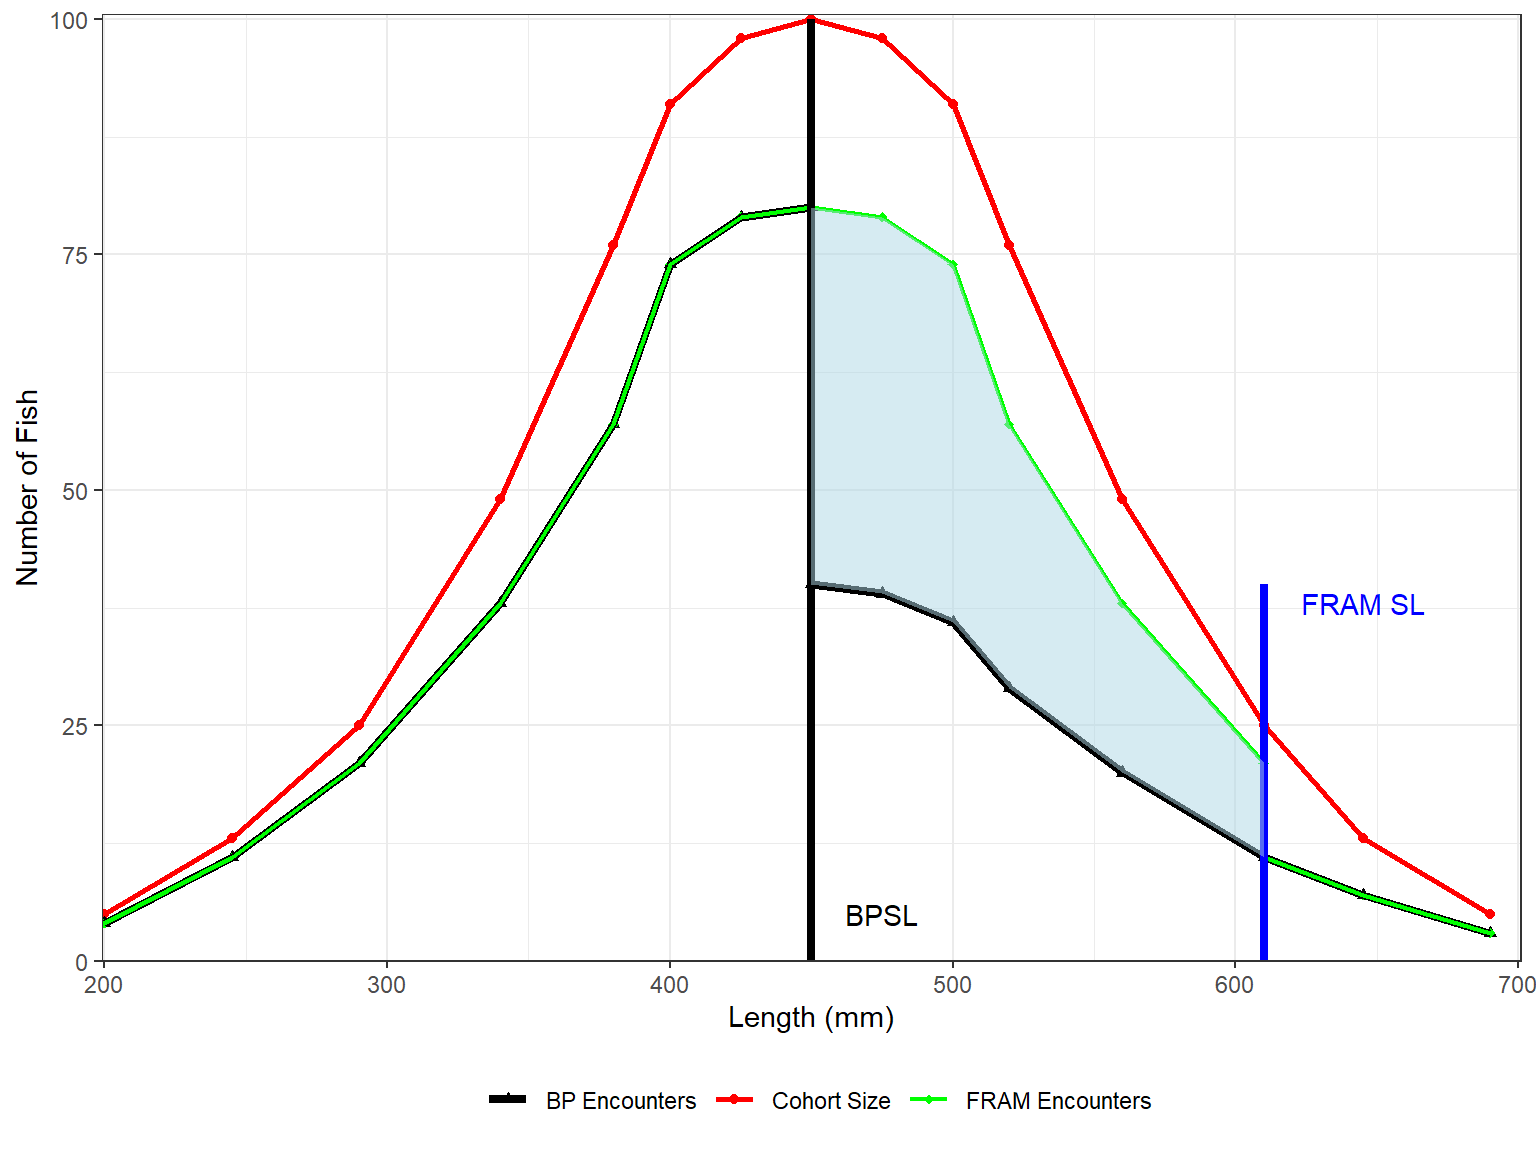 100
75
50
25
0
Number of Fish
FRAM SL
BPSL
200 300 400 500 600 700
Length (mm)
BP Encounters Cohort Size FRAM Encounters